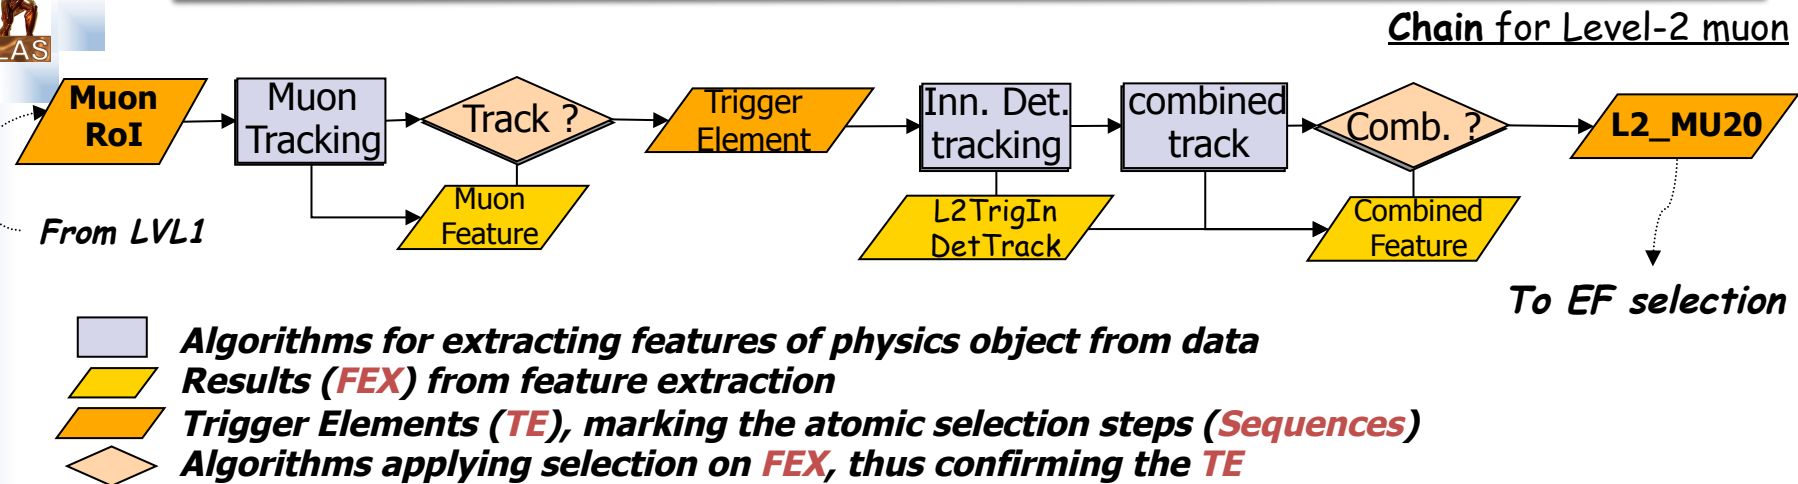 LAS
Chain for Level-2 muon
Muon
RoI
Muon
Tracking
Track ?
Trigger
Element
Inn. Det.
tracking
combined
track
Comb. ?
L2_MU20
Muon
Feature
L2TrigIn
DetTrack
Combined
Feature
From LVL1
To EF selection
Algorithms for extracting features of physics object from data
Results (FEX) from feature extraction
Trigger Elements (TE), marking the atomic selection steps (Sequences)
Algorithms applying selection on FEX, thus confirming the TE